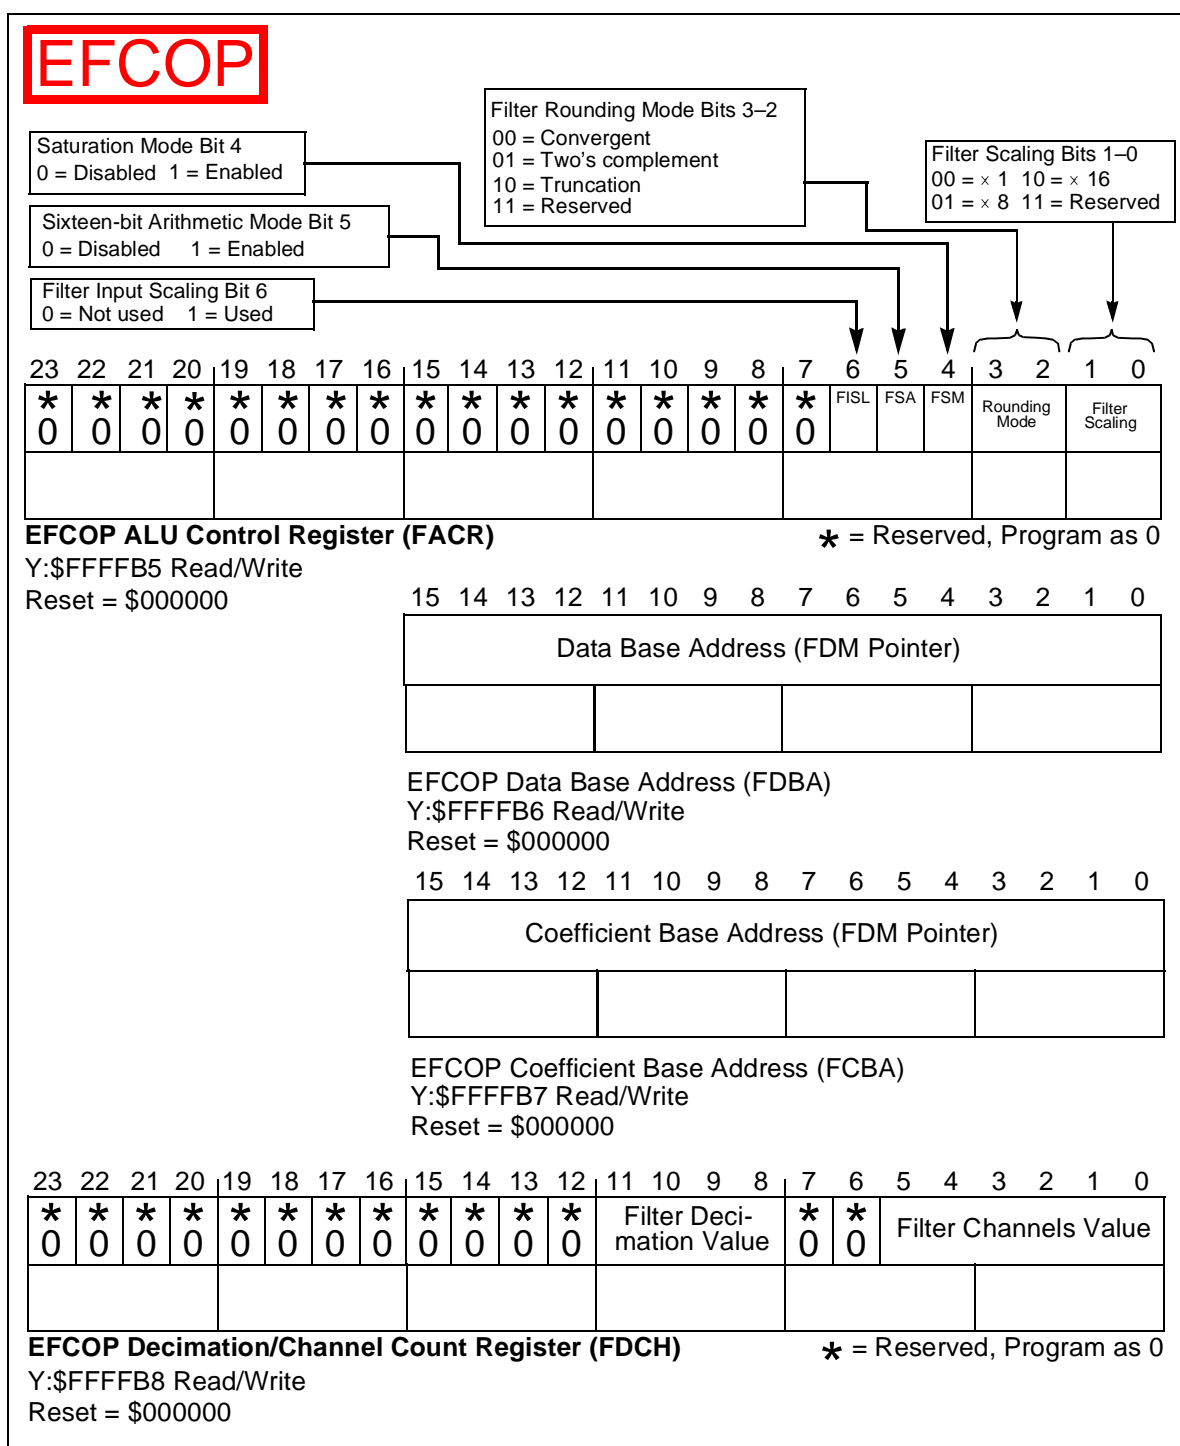 EFCOP
Filter Rounding Mode Bits 3–2
00 = Convergent
01 = Two's complement
10 = Truncation
11 = Reserved
Saturation Mode Bit 4
0 = Disabled 1 = Enabled
Filter Scaling Bits 1–0
00 = × 1 10 = × 16
01 = × 8 11 = Reserved
Sixteen-bit Arithmetic Mode Bit 5
0 = Disabled 1 = Enabled
Filter Input Scaling Bit 6
0 = Not used 1 = Used
23 22 21 20 19 18 17 16 15 14 13 12 11 10 9 8 7 6 5 4 3 2 1 0
* * * * * * * * * * * * * * * * * FISL FSA FSM Rounding Mode Filter Scaling
0 0 0 0 0 0 0 0 0 0 0 0 0 0 0 0 0
EFCOP ALU Control Register (FACR) * = Reserved, Program as 0
Y:$FFFFB5 Read/Write
Reset = $000000
15 14 13 12 11 10 9 8 7 6 5 4 3 2 1 0
Data Base Address (FDM Pointer)
EFCOP Data Base Address (FDBA)
Y:$FFFFB6 Read/Write
Reset = $000000
15 14 13 12 11 10 9 8 7 6 5 4 3 2 1 0
Coefficient Base Address (FDM Pointer)
EFCOP Coefficient Base Address (FCBA)
Y:$FFFFB7 Read/Write
Reset = $000000
23 22 21 20 19 18 17 16 15 14 13 12 11 10 9 8 7 6 5 4 3 2 1 0
* * * * * * * * * * * * Filter Deci- * * Filter Channels Value
0 0 0 0 0 0 0 0 0 0 0 0 mation Value 0 0
EFCOP Decimation/Channel Count Register (FDCH) * = Reserved, Program as 0
Y:$FFFFB8 Read/Write
Reset = $000000